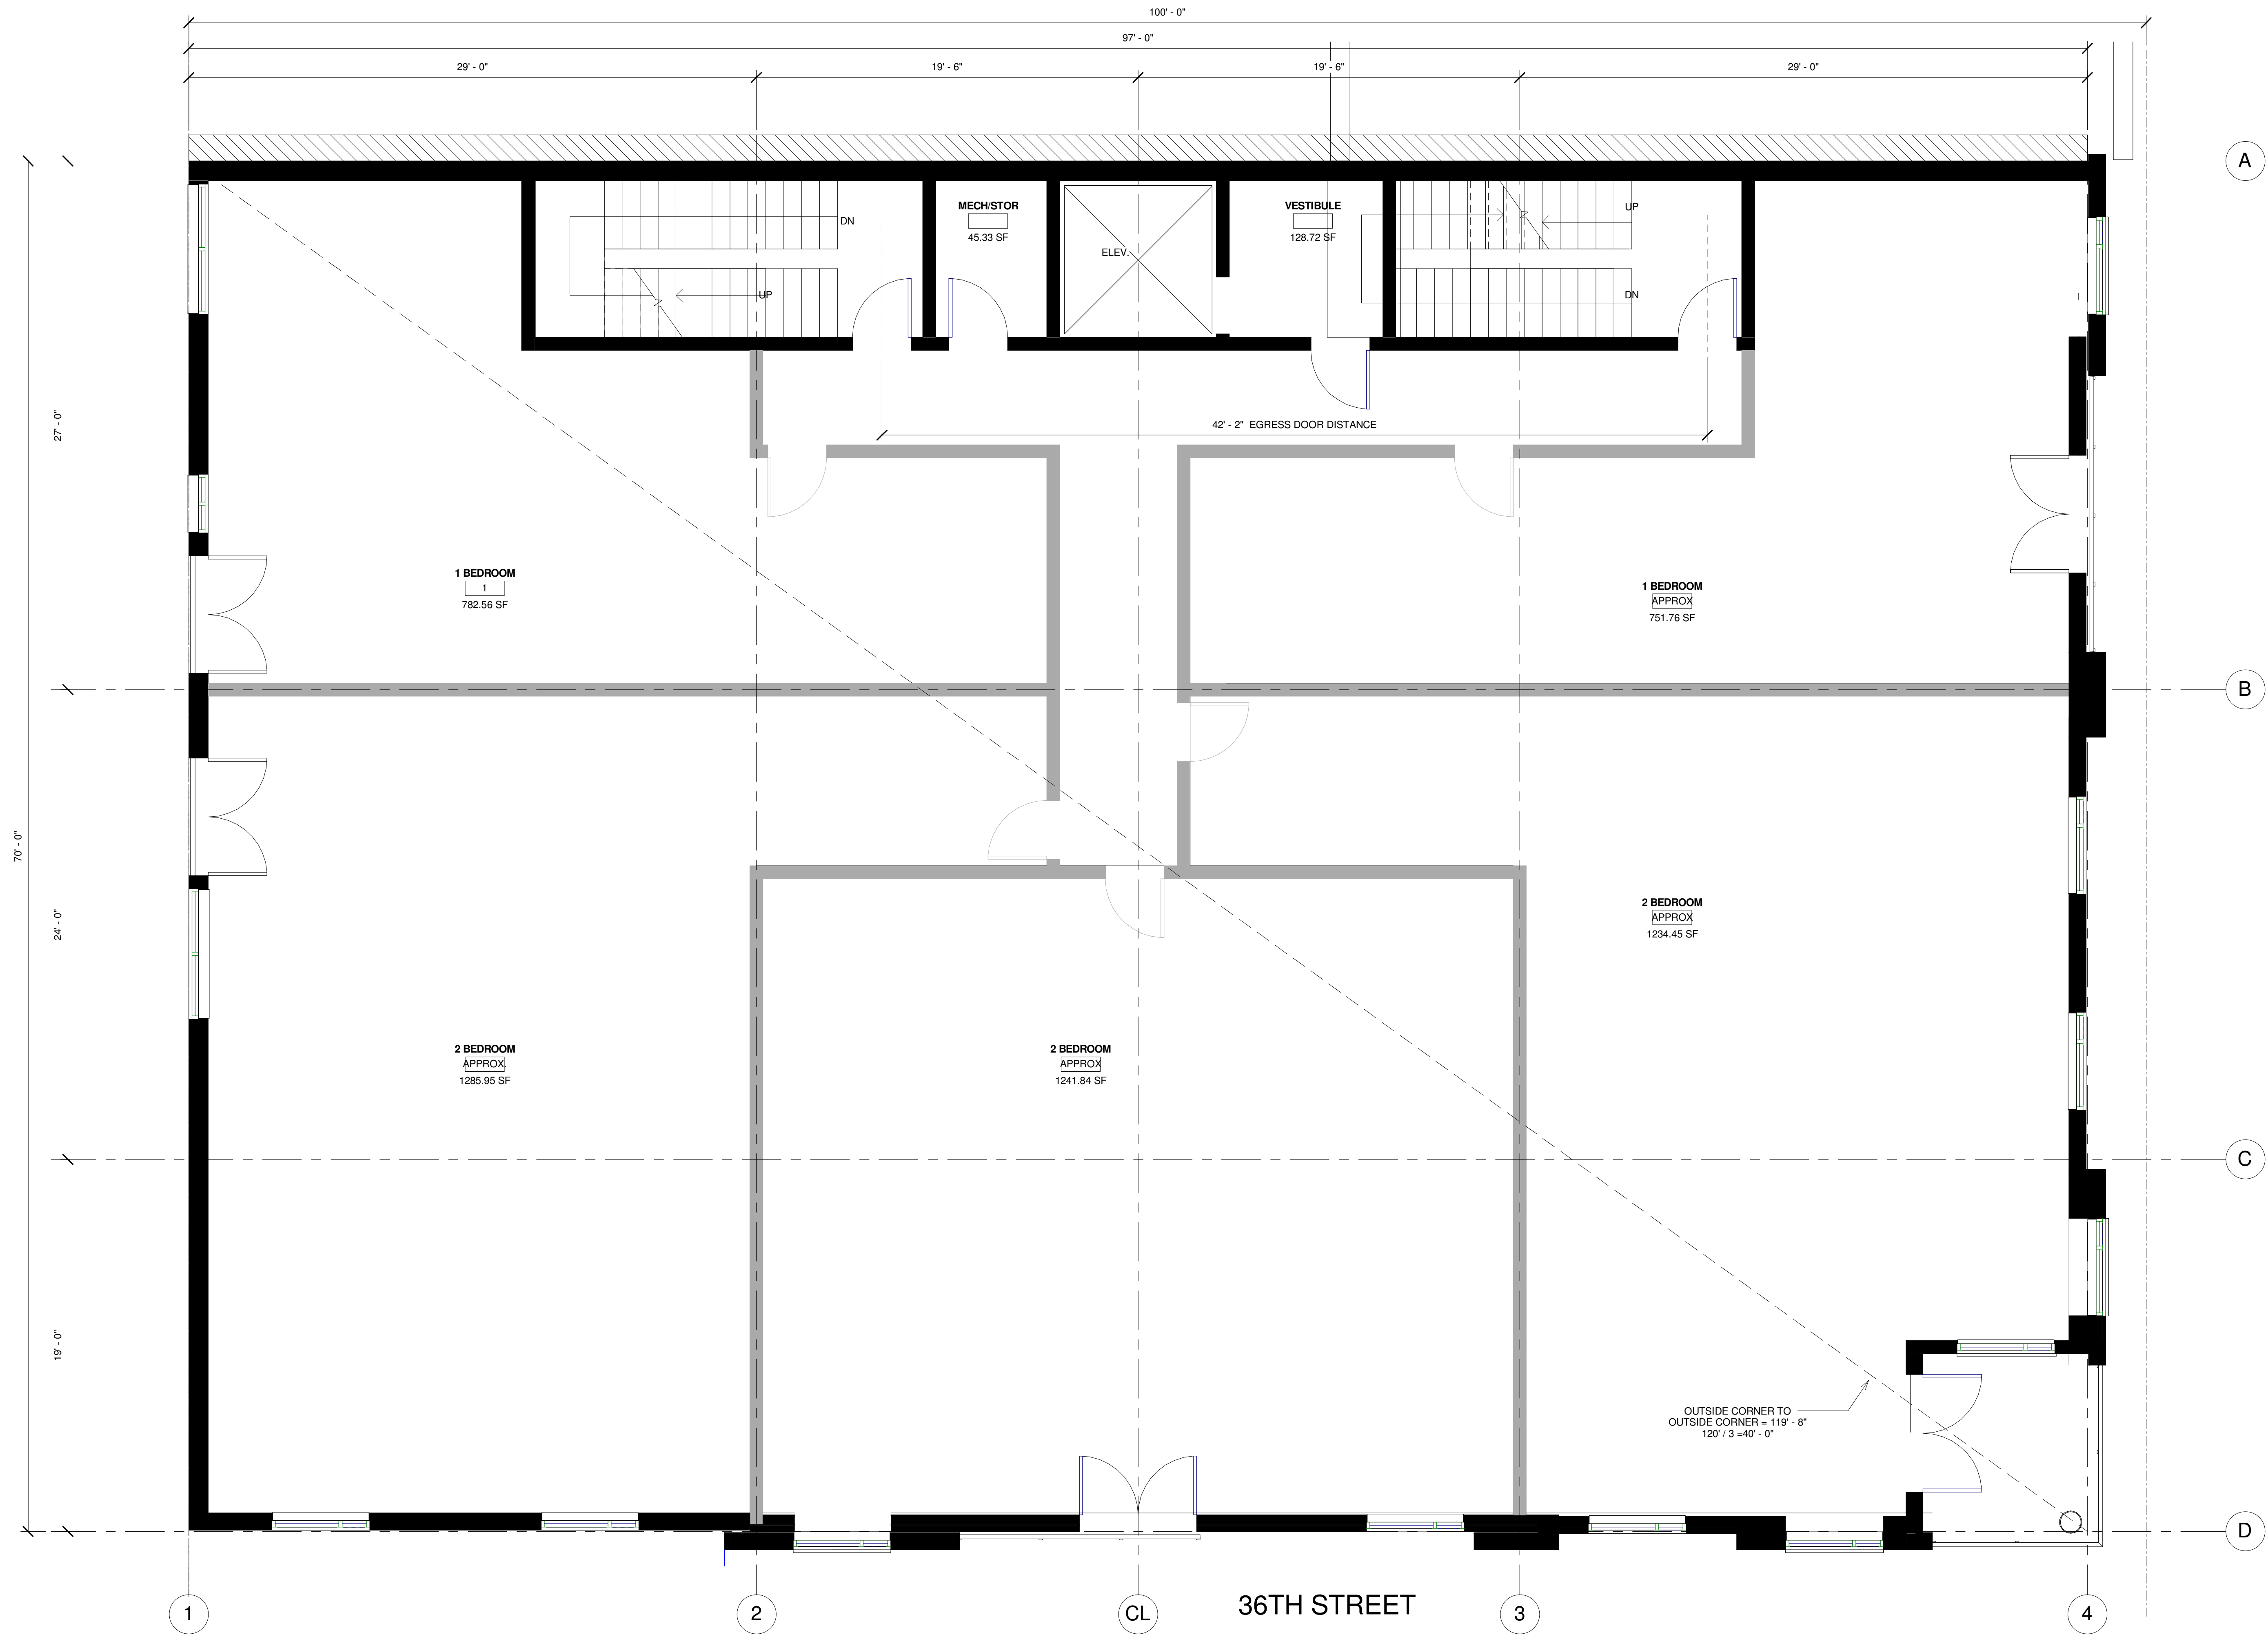 100' - 0"
97' - 0"
29' - 0"
19' - 6"
19' - 6"
29' - 0"
A
MECH/STOR
45.33 SF
VESTIBULE
128.72 SF
DN
UP
ELEV.
UP
DN
27' - 0"
42' - 2" EGRESS DOOR DISTANCE
1 BEDROOM
1
782.56 SF
1 BEDROOM
APPROX
751.76 SF
B
70' - 0"
24' - 0"
2 BEDROOM
APPROX
1234.45 SF
2 BEDROOM
APPROX.
1285.95 SF
2 BEDROOM
APPROX
1241.84 SF
C
19' - 0"
OUTSIDE CORNER TO
OUTSIDE CORNER = 119' - 8"
120' / 3 =40' - 0"
D
1
2
CL
36TH STREET
3
4